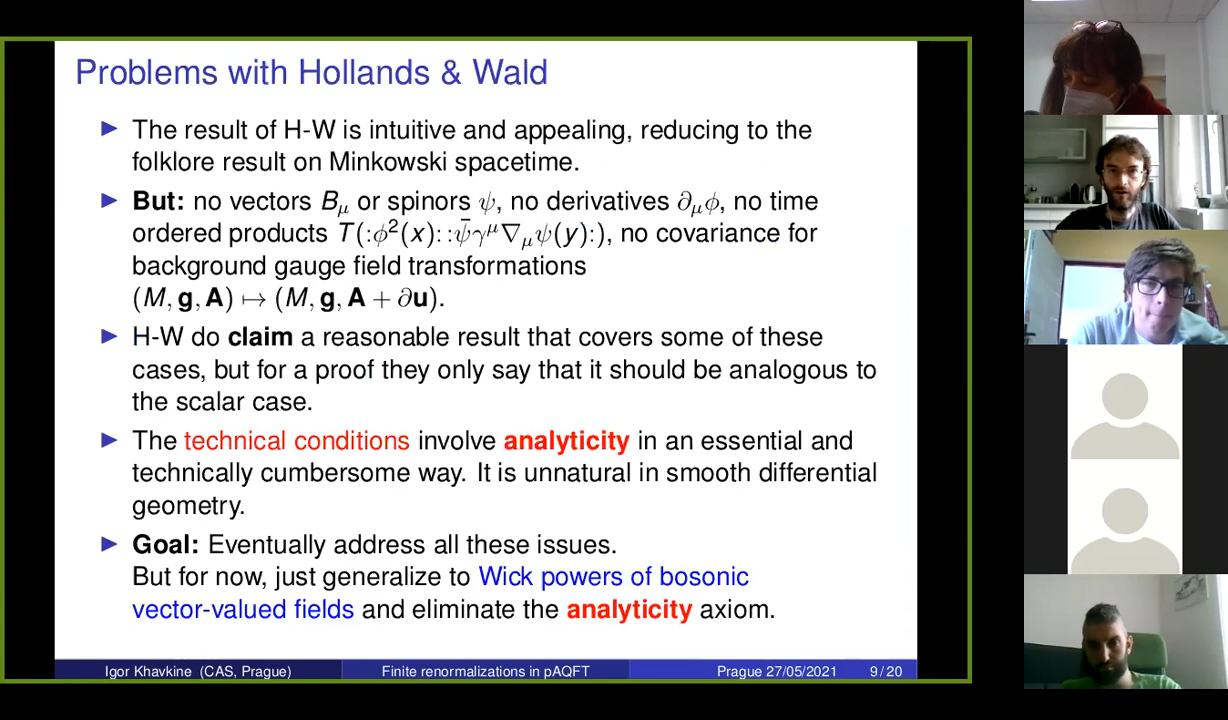 Problems with Hollands & Wald
▶ The result of H-W is intuitive and appealing, reducing to the
folklore result on Minkowski spacetime.
▶ But: no vectors B_μ or spinors ψ, no derivatives ∂_μϕ, no time
ordered products T(:ϕ²(x)::ψ̄γ^μ∇_μψ(y):), no covariance for
background gauge field transformations
(M, g, A) ↦ (M, g, A + ∂u).
▶ H-W do claim a reasonable result that covers some of these
cases, but for a proof they only say that it should be analogous to
the scalar case.
▶ The technical conditions involve analyticity in an essential and
technically cumbersome way. It is unnatural in smooth differential
geometry.
▶ Goal: Eventually address all these issues.
But for now, just generalize to Wick powers of bosonic
vector-valued fields and eliminate the analyticity axiom.
Igor Khavkine (CAS, Prague) Finite renormalizations in pAQFT Prague 27/05/2021 9 / 20